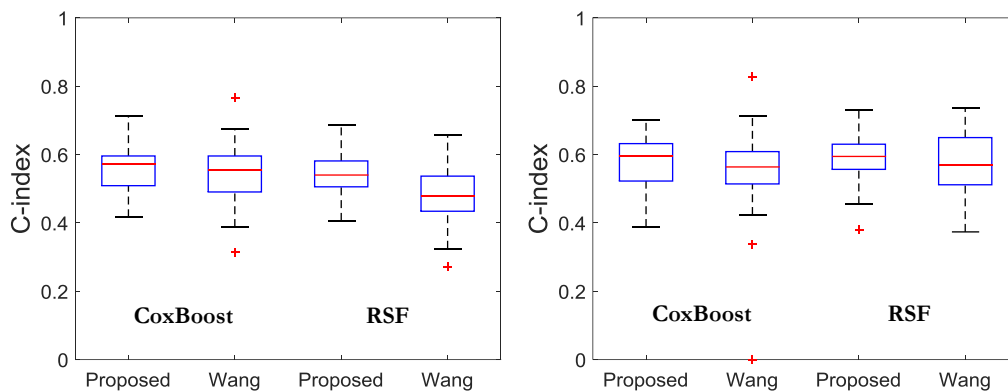 1
0.8
0.6
0.4
0.2
0
C-index
CoxBoost
RSF
Proposed
Wang
Proposed
Wang
1
0.8
0.6
0.4
0.2
0
C-index
CoxBoost
RSF
Proposed
Wang
Proposed
Wang